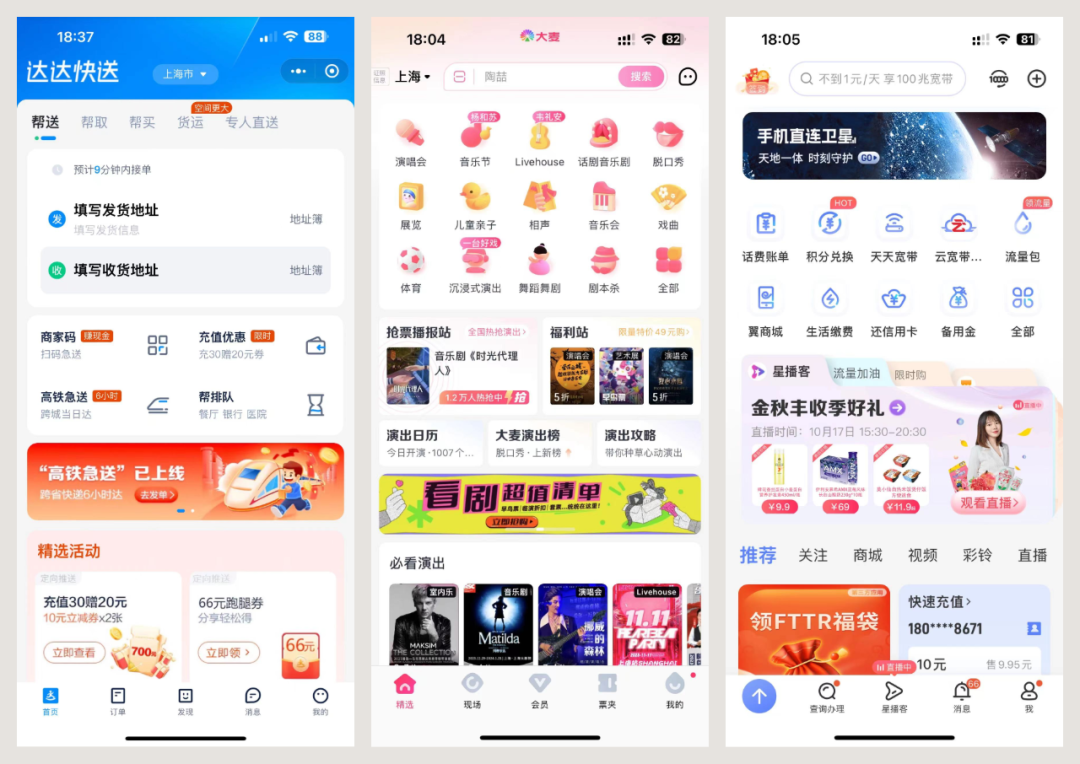 18:37
88
达达快送
上海市
空间更大
帮送 帮取 帮买 货运 专人直送
预计9分钟内接单
发 填写发货地址 地址簿
填写发货信息
收 填写收货地址 地址簿
商家码 赚现金
扫码急送
充值优惠 限时
充30赠20元券
高铁急送 6小时
跨城当日达
帮排队
餐厅 银行 医院
“高铁急送”已上线
跨省快递6小时达 去发单
精选活动
定向推送
充值30赠20元
10元立减券x2张
立即查看
700元
定向推送
66元跑腿券
分享轻松得
立即领
66元
首页 订单 发现 消息 我的
18:04
大麦
82
上海
陶喆
搜索
杨和苏 韦礼安
演唱会 音乐节 Livehouse 话剧音乐剧 脱口秀
展览 儿童亲子 相声 音乐会 戏曲
一台好戏
体育 沉浸式演出 舞蹈舞剧 剧本杀 全部
抢票播报站 全国热抢演出
音乐剧《时光代理人》
1.2万人热抢中 抢
福利站 限量特价49元购
演唱会 艺术展 演唱会
5折 早鸟票 5折
演出日历
今日开演·1007个...
大麦演出榜
脱口秀·上新榜
演出攻略
带你种草心动演出
看剧超值清单
立即抢购
必看演出
室内乐 音乐剧 演唱会 Livehouse
MAKSIM
THE COLLECTION
Matilda
挪威的森林
11.11
HEARBEAT
PARTY
SHANGHAI
精选 现场 会员 票夹 我的
18:05
81
不到1元/天 享100兆宽带
手机直连卫星
天地一体 时刻守护 GO
HOT 领流量
话费账单 积分兑换 天天宽带 云宽带... 流量包
翼商城 生活缴费 还信用卡 备用金 全部
星播客 流量加油 限时购
金秋丰收季好礼
直播中
直播时间：10月17日 15:30-20:30
¥9.9 ¥69 ¥11.9
观看直播
推荐 关注 商城 视频 彩铃 直播
领FTTR福袋
快速充值
180****8671
10元 售9.95元
直播中
66
查询办理 星播客 消息 我